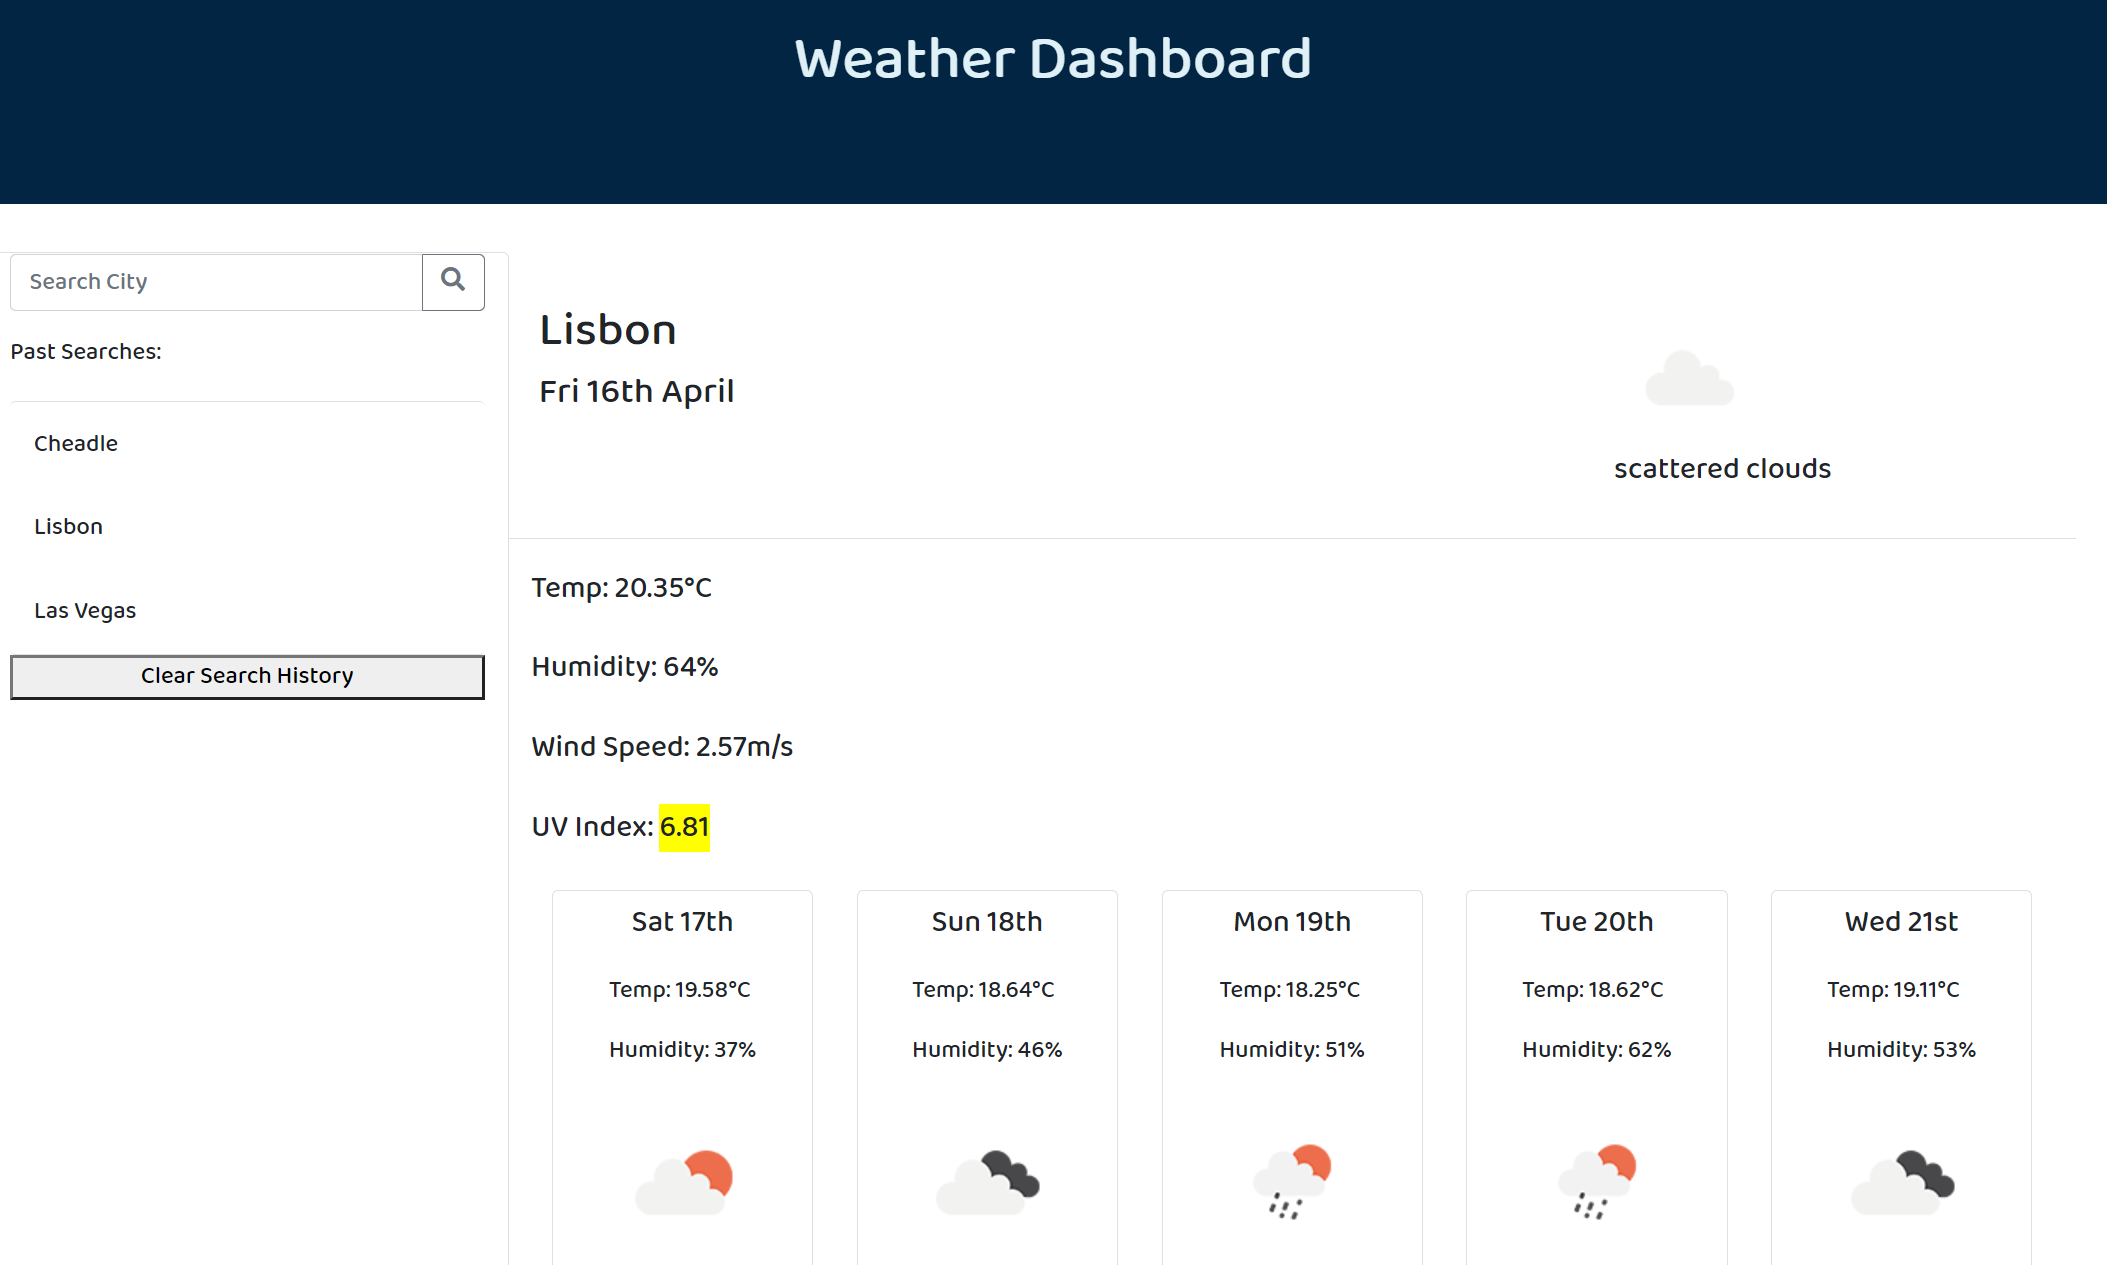 Weather Dashboard
Search City
Past Searches:
Cheadle
Lisbon
Las Vegas
Clear Search History
Lisbon
Fri 16th April
scattered clouds
Temp: 20.35°C
Humidity: 64%
Wind Speed: 2.57m/s
UV Index: 6.81
Sat 17th
Temp: 19.58°C
Humidity: 37%
Sun 18th
Temp: 18.64°C
Humidity: 46%
Mon 19th
Temp: 18.25°C
Humidity: 51%
Tue 20th
Temp: 18.62°C
Humidity: 62%
Wed 21st
Temp: 19.11°C
Humidity: 53%